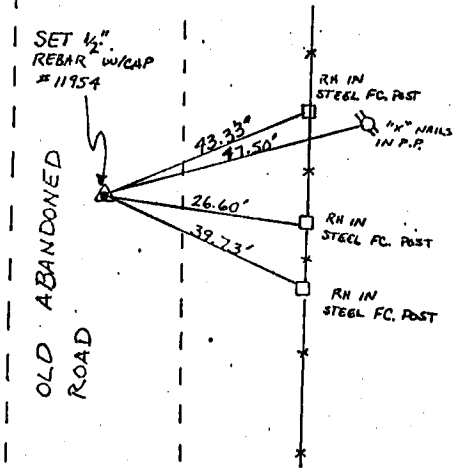 SET 1/2"
REBAR W/CAP
#11954
RH IN
STEEL FC. POST
"X" NAILS
IN P.P.
43.33'
47.50'
26.60'
39.73'
RH IN
STEEL FC. POST
RH IN
STEEL FC. POST
OLD ABANDONED
ROAD